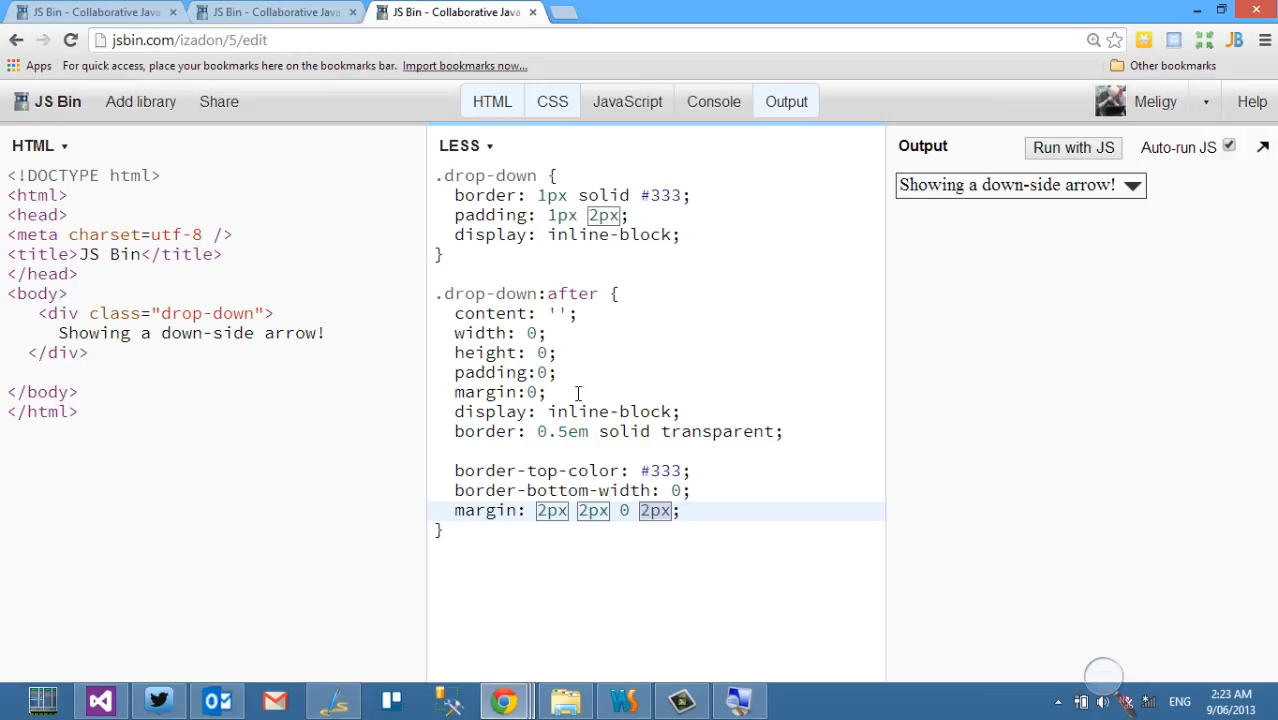 JS Bin - Collaborative Java
JS Bin - Collaborative Java
JS Bin - Collaborative Java
jsbin.com/izadon/5/edit
Apps For quick access, place your bookmarks here on the bookmarks bar. Import bookmarks now... Other bookmarks
JS Bin Add library Share HTML CSS JavaScript Console Output Meligy Help
HTML
<!DOCTYPE html>
<html>
<head>
<meta charset=utf-8 />
<title>JS Bin</title>
</head>
<body>
<div class="drop-down">
Showing a down-side arrow!
</div>
</body>
</html>
LESS
.drop-down {
border: 1px solid #333;
padding: 1px 2px;
display: inline-block;
}
.drop-down:after {
content: '';
width: 0;
height: 0;
padding:0;
margin:0;
display: inline-block;
border: 0.5em solid transparent;
border-top-color: #333;
border-bottom-width: 0;
margin: 2px 2px 0 2px;
}
Output Run with JS Auto-run JS
Showing a down-side arrow!
ENG
2:23 AM
9/06/2013